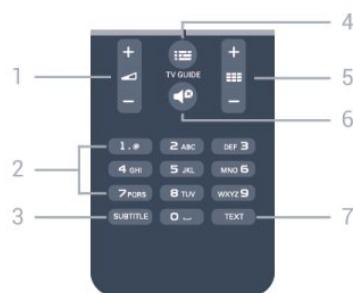 4
+ +
1 TV GUIDE 5
− −
6
1.@ 2 ABC DEF 3
2 4 GHI 5 JKL MNO 6
7 PQRS 8 TUV WXYZ 9
3 SUBTITLE 0 ⎵ TEXT 7